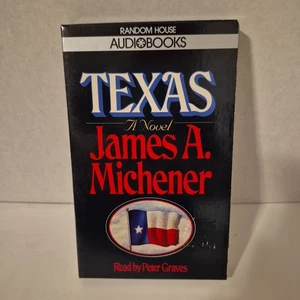 RANDOM HOUSE
AUDIOBOOKS
TEXAS
A Novel
James A.
Michener
Read by Peter Graves